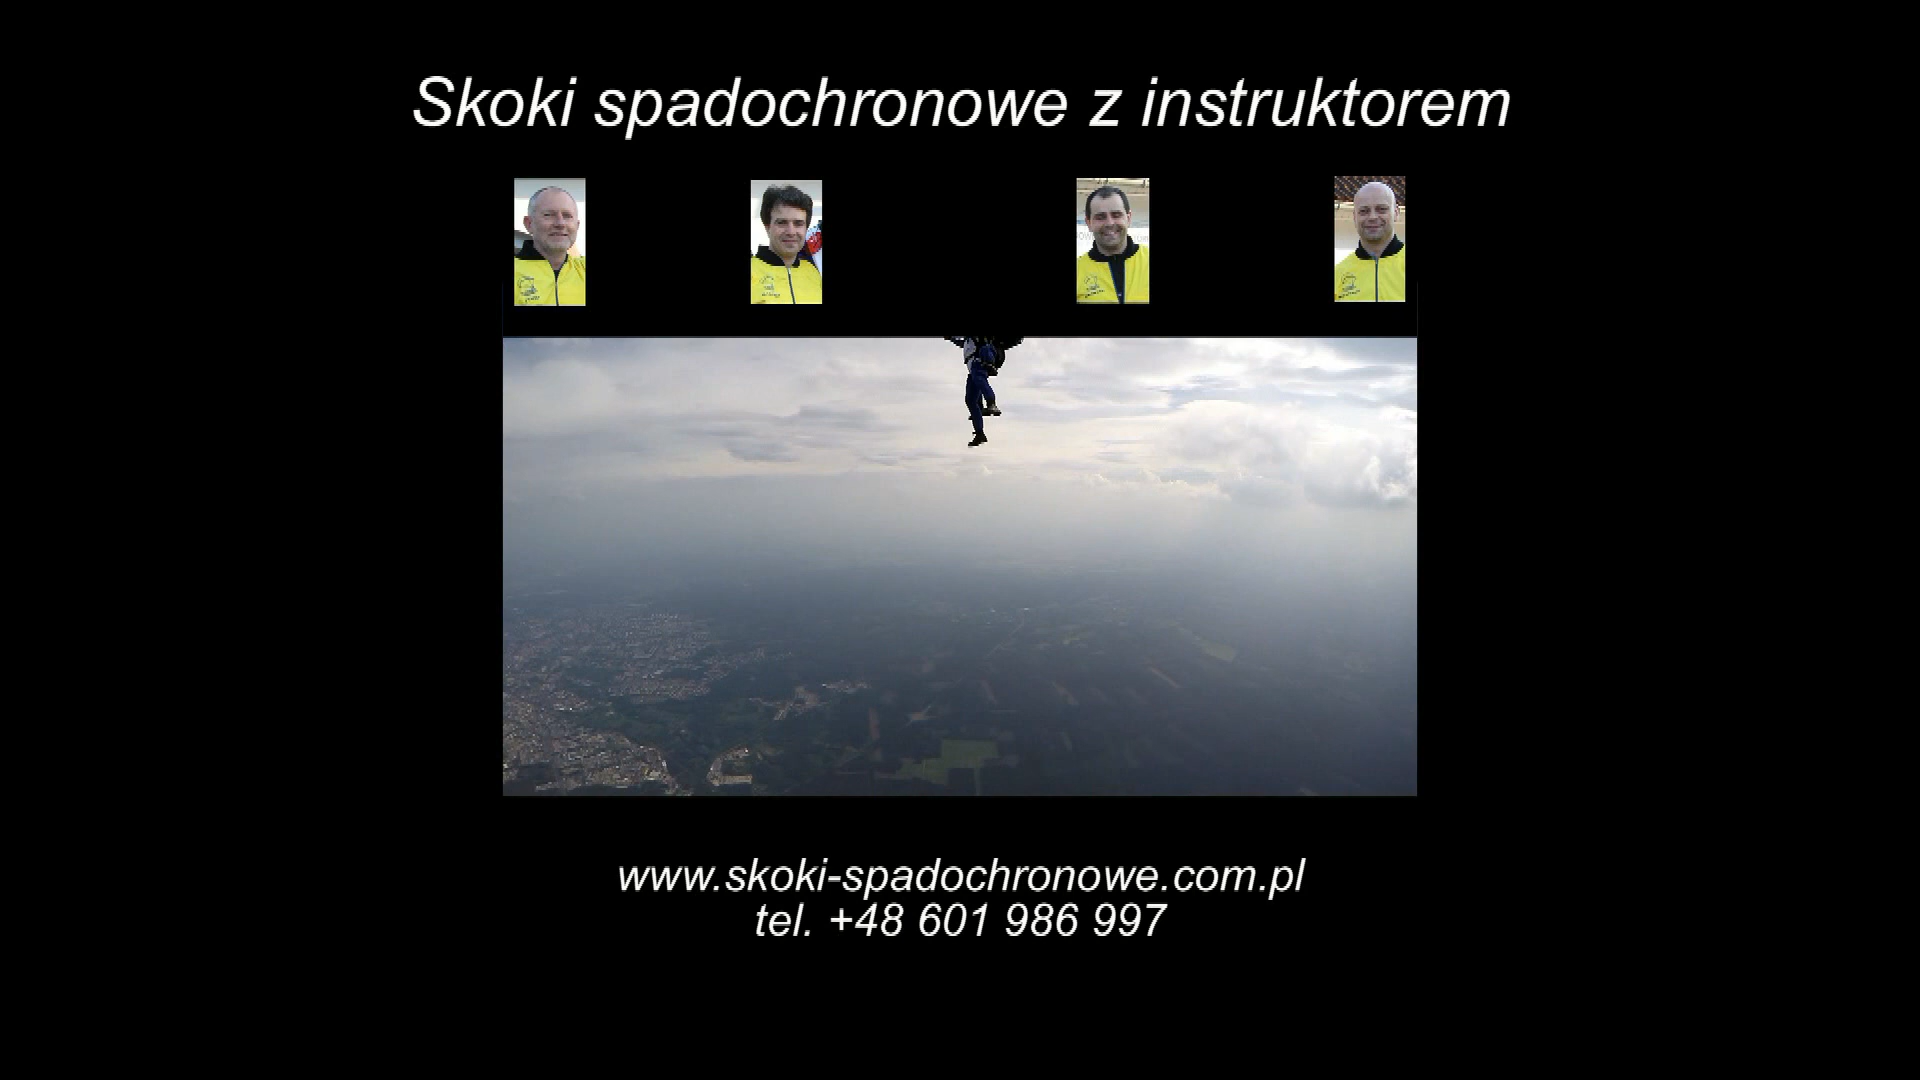 Skoki spadochronowe z instruktorem
www.skoki-spadochronowe.com.pl
tel. +48 601 986 997